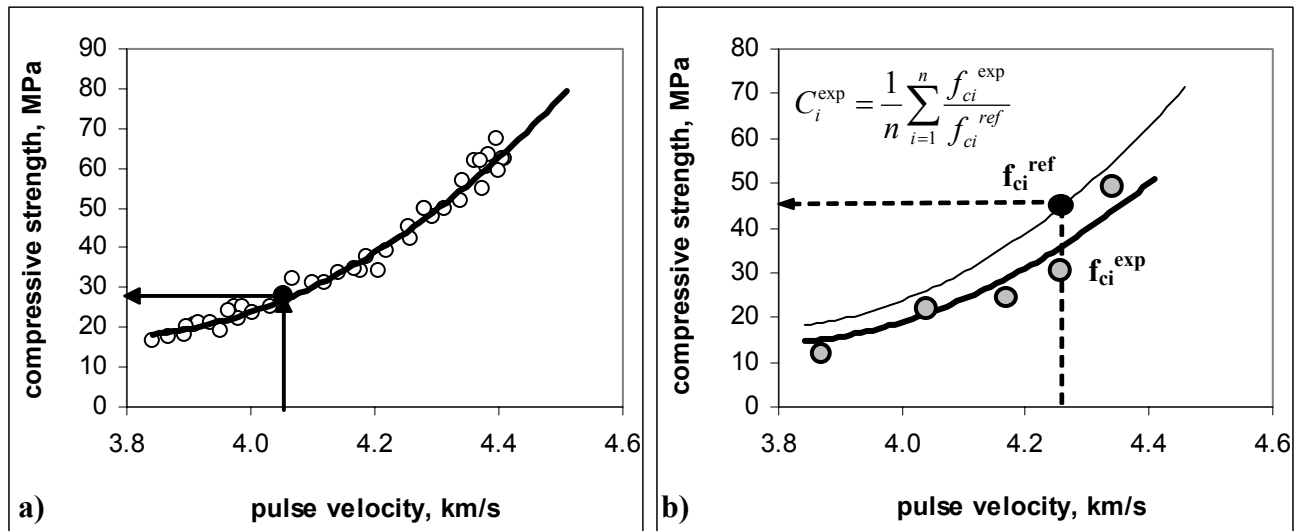 90
80
70
60
50
40
30
20
10
0
3.8 4.0 4.2 4.4 4.6
compressive strength, MPa
pulse velocity, km/s
a)
80
70
60
50
40
30
20
10
0
3.8 4.0 4.2 4.4 4.6
compressive strength, MPa
C_i^exp = 1/n ∑_{i=1}^{n} f_ci^exp / f_ci^ref
f_ci^ref
f_ci^exp
pulse velocity, km/s
b)